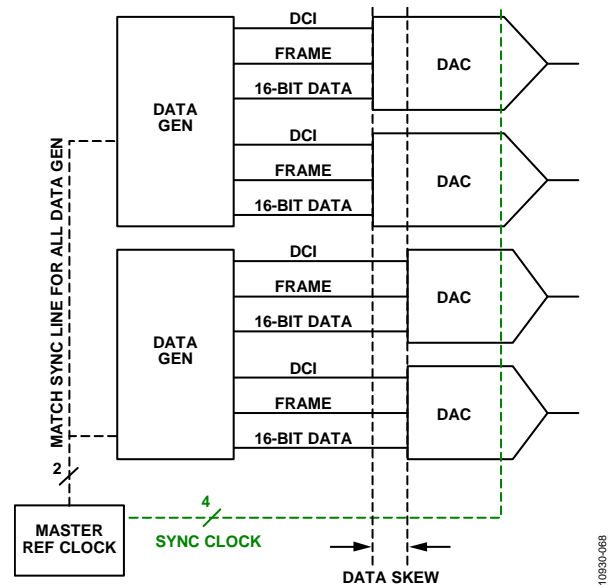 DCI
FRAME
DAC
16-BIT DATA
DATA
GEN
DCI
FRAME
DAC
16-BIT DATA
MATCH SYNC LINE FOR ALL DATA GEN
DCI
FRAME
DAC
16-BIT DATA
DATA
GEN
DCI
FRAME
DAC
16-BIT DATA
2
4
MASTER
REF CLOCK
SYNC CLOCK
DATA SKEW
10930-068